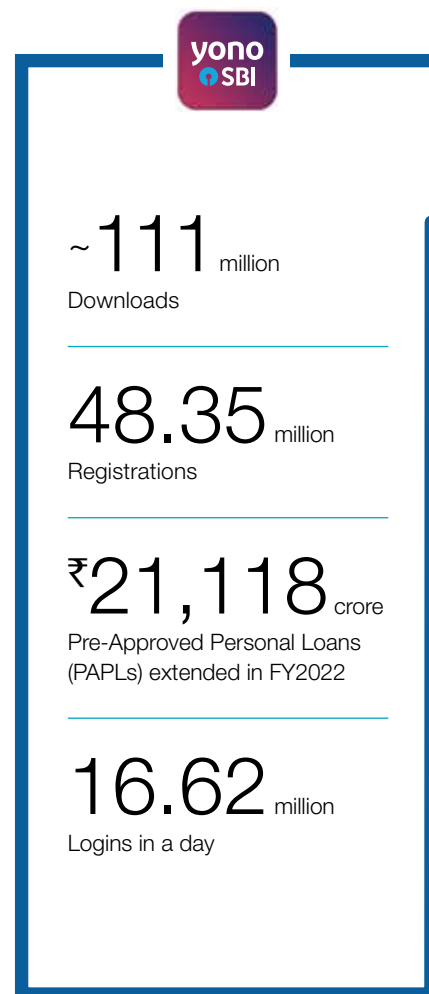 yono
SBI
~111 million
Downloads
48.35 million
Registrations
₹21,118 crore
Pre-Approved Personal Loans
(PAPLs) extended in FY2022
16.62 million
Logins in a day